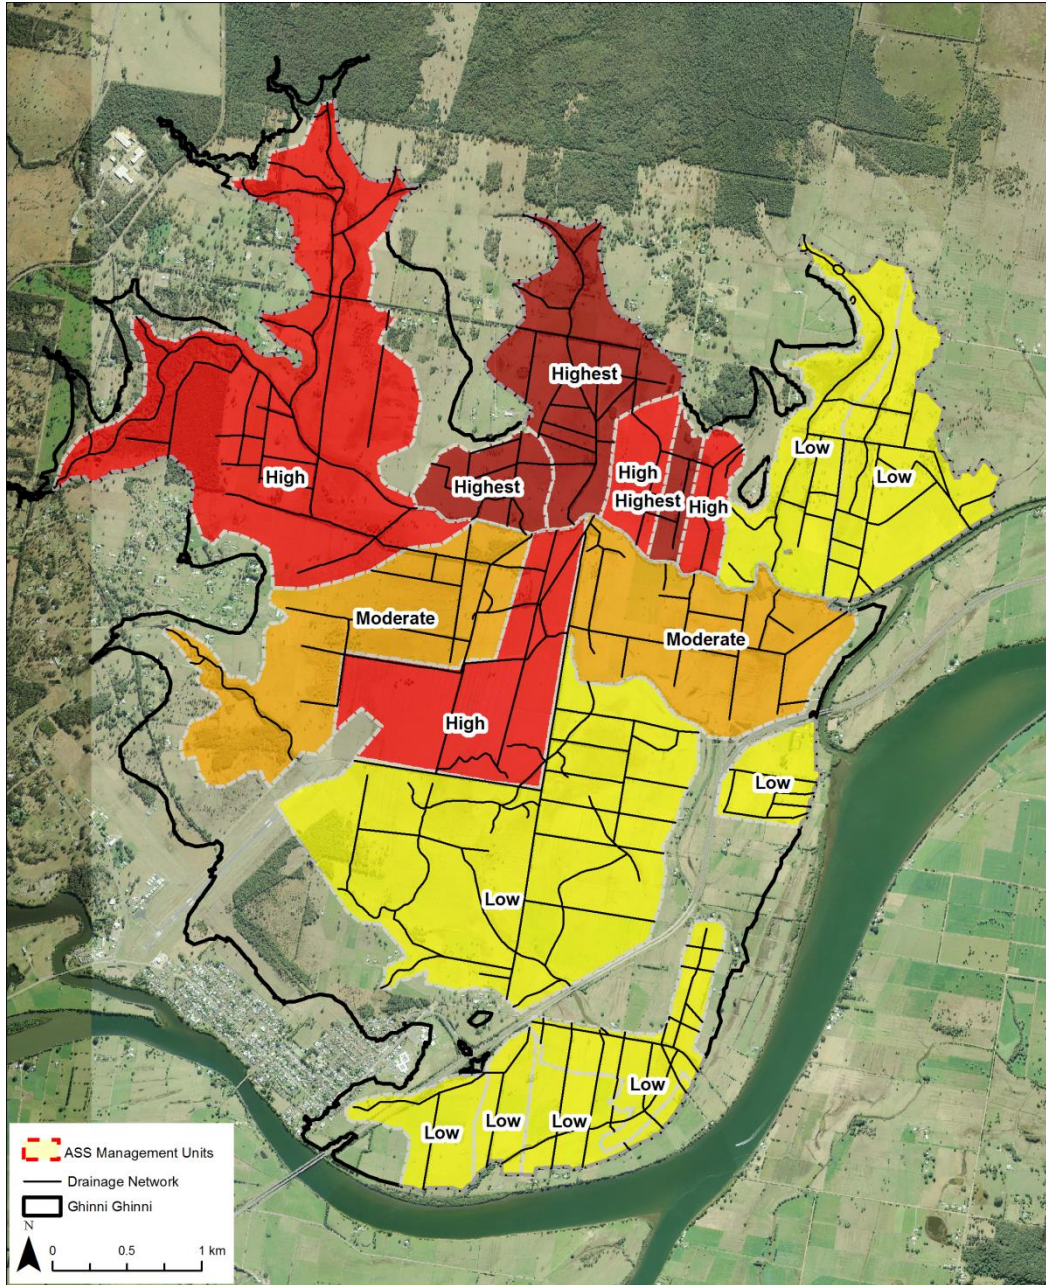 Highest
High
Highest
Highest
High
High
Low
Low
Moderate
Moderate
High
Low
Low
Low
Low
Low
Low
ASS Management Units
Drainage Network
Ghinni Ghinni
N
0 0.5 1 km